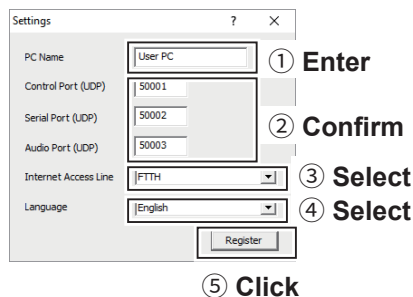 Settings ? ×
PC Name User PC ① Enter
Control Port (UDP) 50001
Serial Port (UDP) 50002 ② Confirm
Audio Port (UDP) 50003
Internet Access Line FTTH ③ Select
Language English ④ Select
Register
⑤ Click